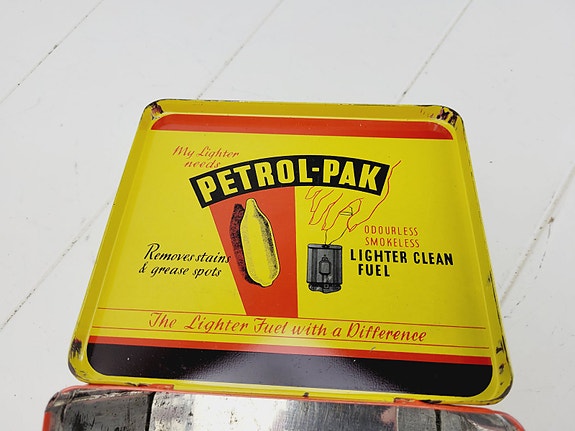 My Lighter
needs
PETROL-PAK
ODOURLESS
SMOKELESS
LIGHTER CLEAN
FUEL
Removes stains
& grease spots
The Lighter Fuel with a Difference